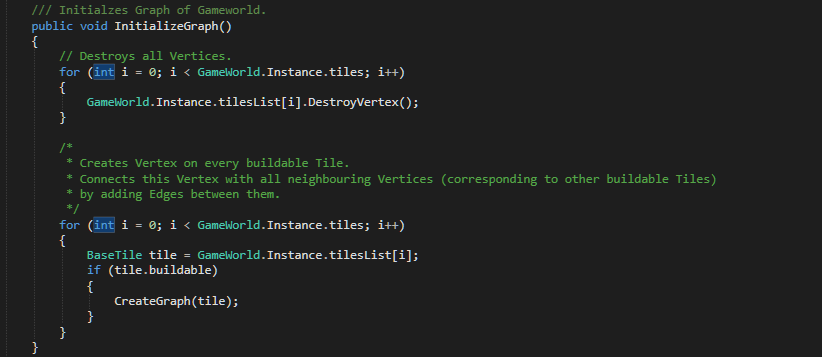 /// Initialzes Graph of Gameworld.
public void InitializeGraph()
{
// Destroys all Vertices.
for (int i = 0; i < GameWorld.Instance.tiles; i++)
{
GameWorld.Instance.tilesList[i].DestroyVertex();
}
/*
* Creates Vertex on every buildable Tile.
* Connects this Vertex with all neighbouring Vertices (corresponding to other buildable Tiles)
* by adding Edges between them.
*/
for (int i = 0; i < GameWorld.Instance.tiles; i++)
{
BaseTile tile = GameWorld.Instance.tilesList[i];
if (tile.buildable)
{
CreateGraph(tile);
}
}
}